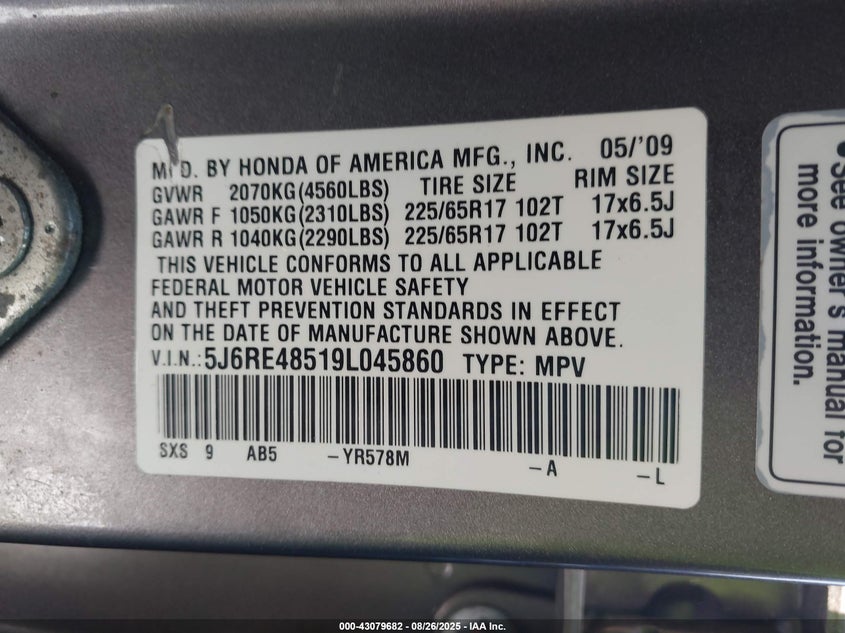 MFD. BY HONDA OF AMERICA MFG., INC. 05/'09
GVWR 2070KG(4560LBS) TIRE SIZE RIM SIZE
GAWR F 1050KG(2310LBS) 225/65R17 102T 17x6.5J
GAWR R 1040KG(2290LBS) 225/65R17 102T 17x6.5J
THIS VEHICLE CONFORMS TO ALL APPLICABLE
FEDERAL MOTOR VEHICLE SAFETY
AND THEFT PREVENTION STANDARDS IN EFFECT
ON THE DATE OF MANUFACTURE SHOWN ABOVE.
V.I.N.: 5J6RE48519L045860 TYPE: MPV
SXS 9 AB5 -YR578M -A -L
•See owner's manual for
more information.
000-43079682 - 08/26/2025 - IAA Inc.